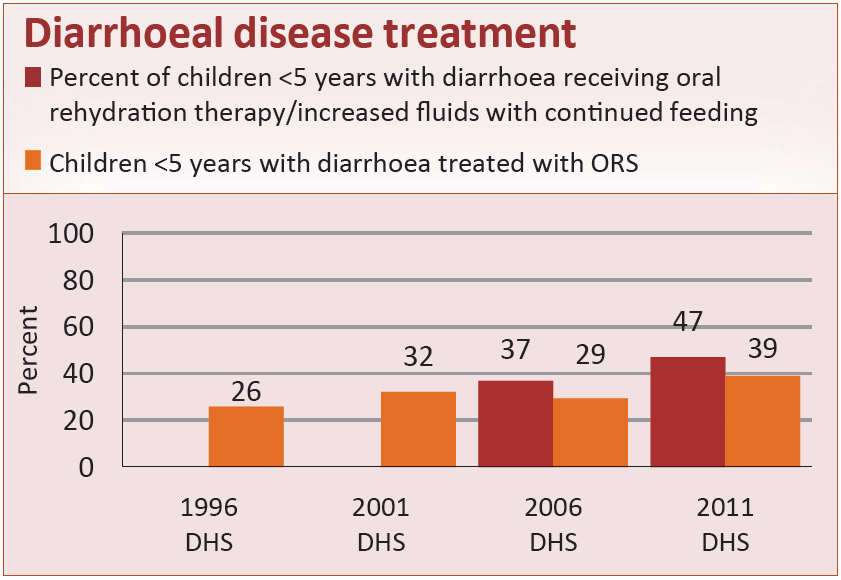 Diarrhoeal disease treatment
Percent of children <5 years with diarrhoea receiving oral
rehydration therapy/increased fluids with continued feeding
Children <5 years with diarrhoea treated with ORS
100
80
60
40
20
0
Percent
26
32
37
29
47
39
1996
DHS
2001
DHS
2006
DHS
2011
DHS